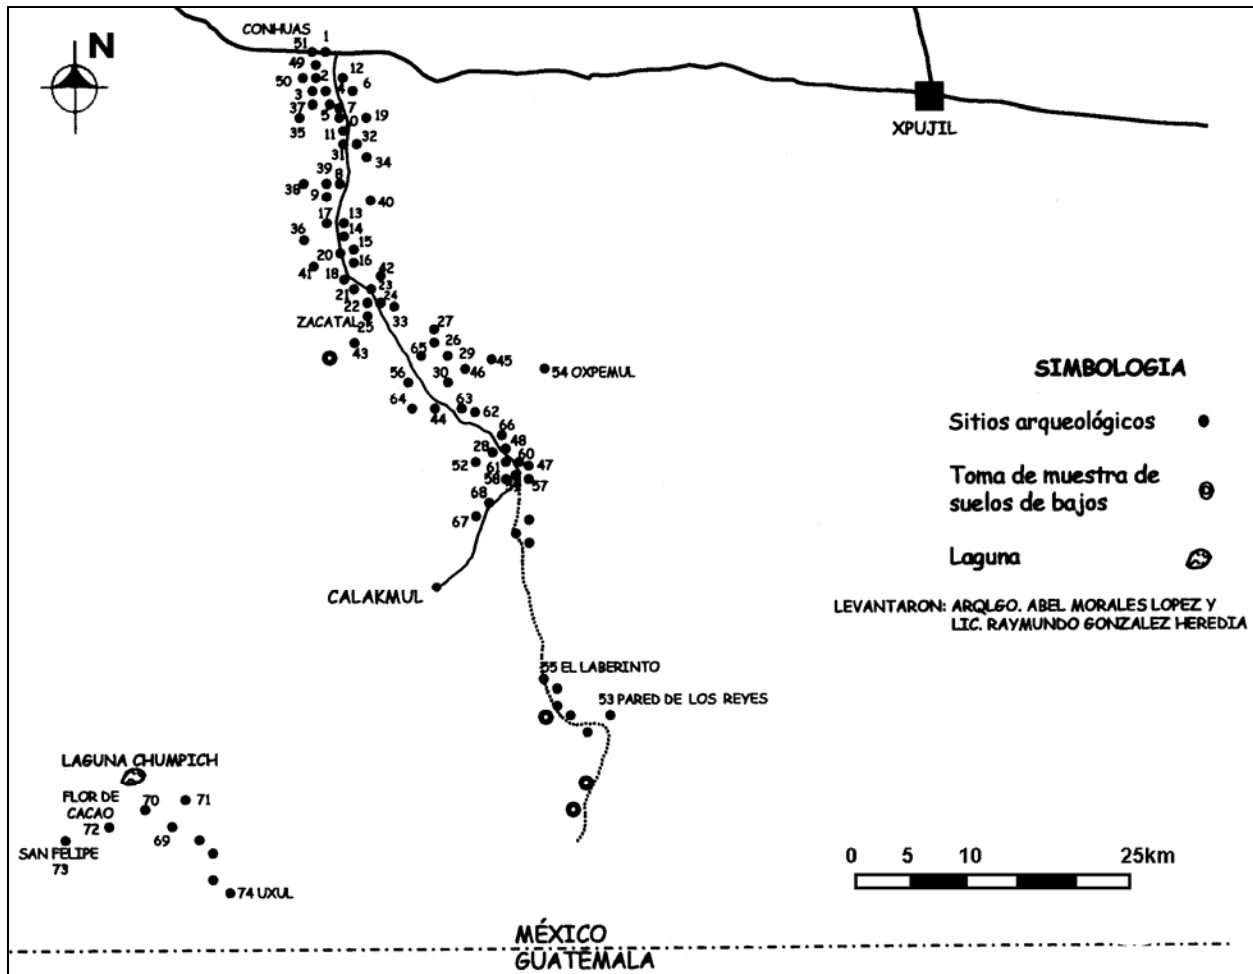 CONHUAS
N
51 1
49
50 2 12
3 4 6
37 5 7
35 0 19
11 32
31 34
39 8
38 9 40
17 13
36 14
20 15
41 16
18 42
21 23
22 24
ZACATAL 25 33
43 27
65 26
29 45
56 30 46
54 OXPEMUL
64 44 63 62
66
28 48
52 61 60 47
58 57
68
67
CALAKMUL
XPUJIL
SIMBOLOGIA
Sitios arqueológicos
Toma de muestra de
suelos de bajos
Laguna
LEVANTARON: ARQLGO. ABEL MORALES LOPEZ Y
LIC. RAYMUNDO GONZALEZ HEREDIA
55 EL LABERINTO
53 PARED DE LOS REYES
LAGUNA CHUMPICH
FLOR DE
CACAO
70 71
72 69
SAN FELIPE
73
74 UXUL
0 5 10 25km
MÉXICO
GUATEMALA